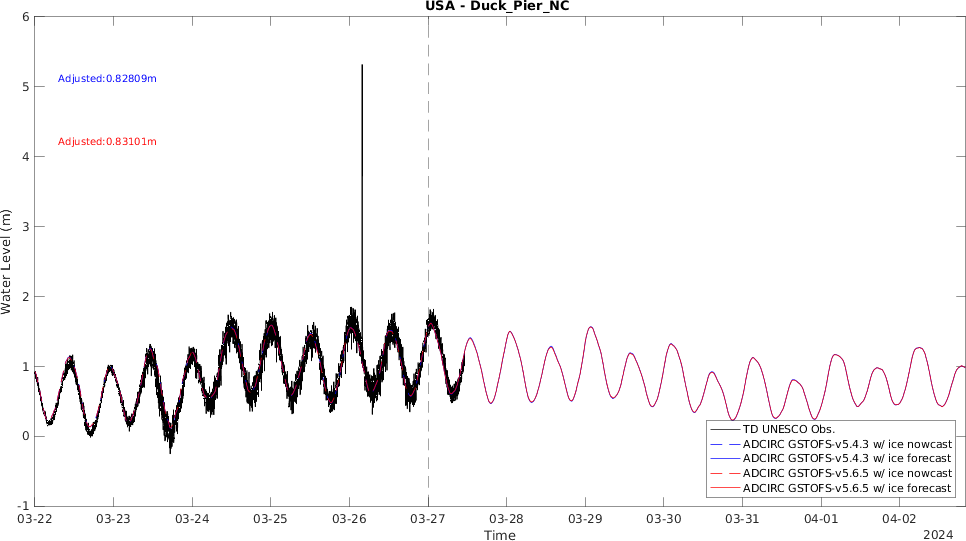 USA - Duck_Pier_NC
6
5
4
3
2
1
0
-1
Water Level (m)
Adjusted:0.82809m
Adjusted:0.83101m
TD UNESCO Obs.
ADCIRC GSTOFS-v5.4.3 w/ ice nowcast
ADCIRC GSTOFS-v5.4.3 w/ ice forecast
ADCIRC GSTOFS-v5.6.5 w/ ice nowcast
ADCIRC GSTOFS-v5.6.5 w/ ice forecast
03-22 03-23 03-24 03-25 03-26 03-27 03-28 03-29 03-30 03-31 04-01 04-02
Time
2024